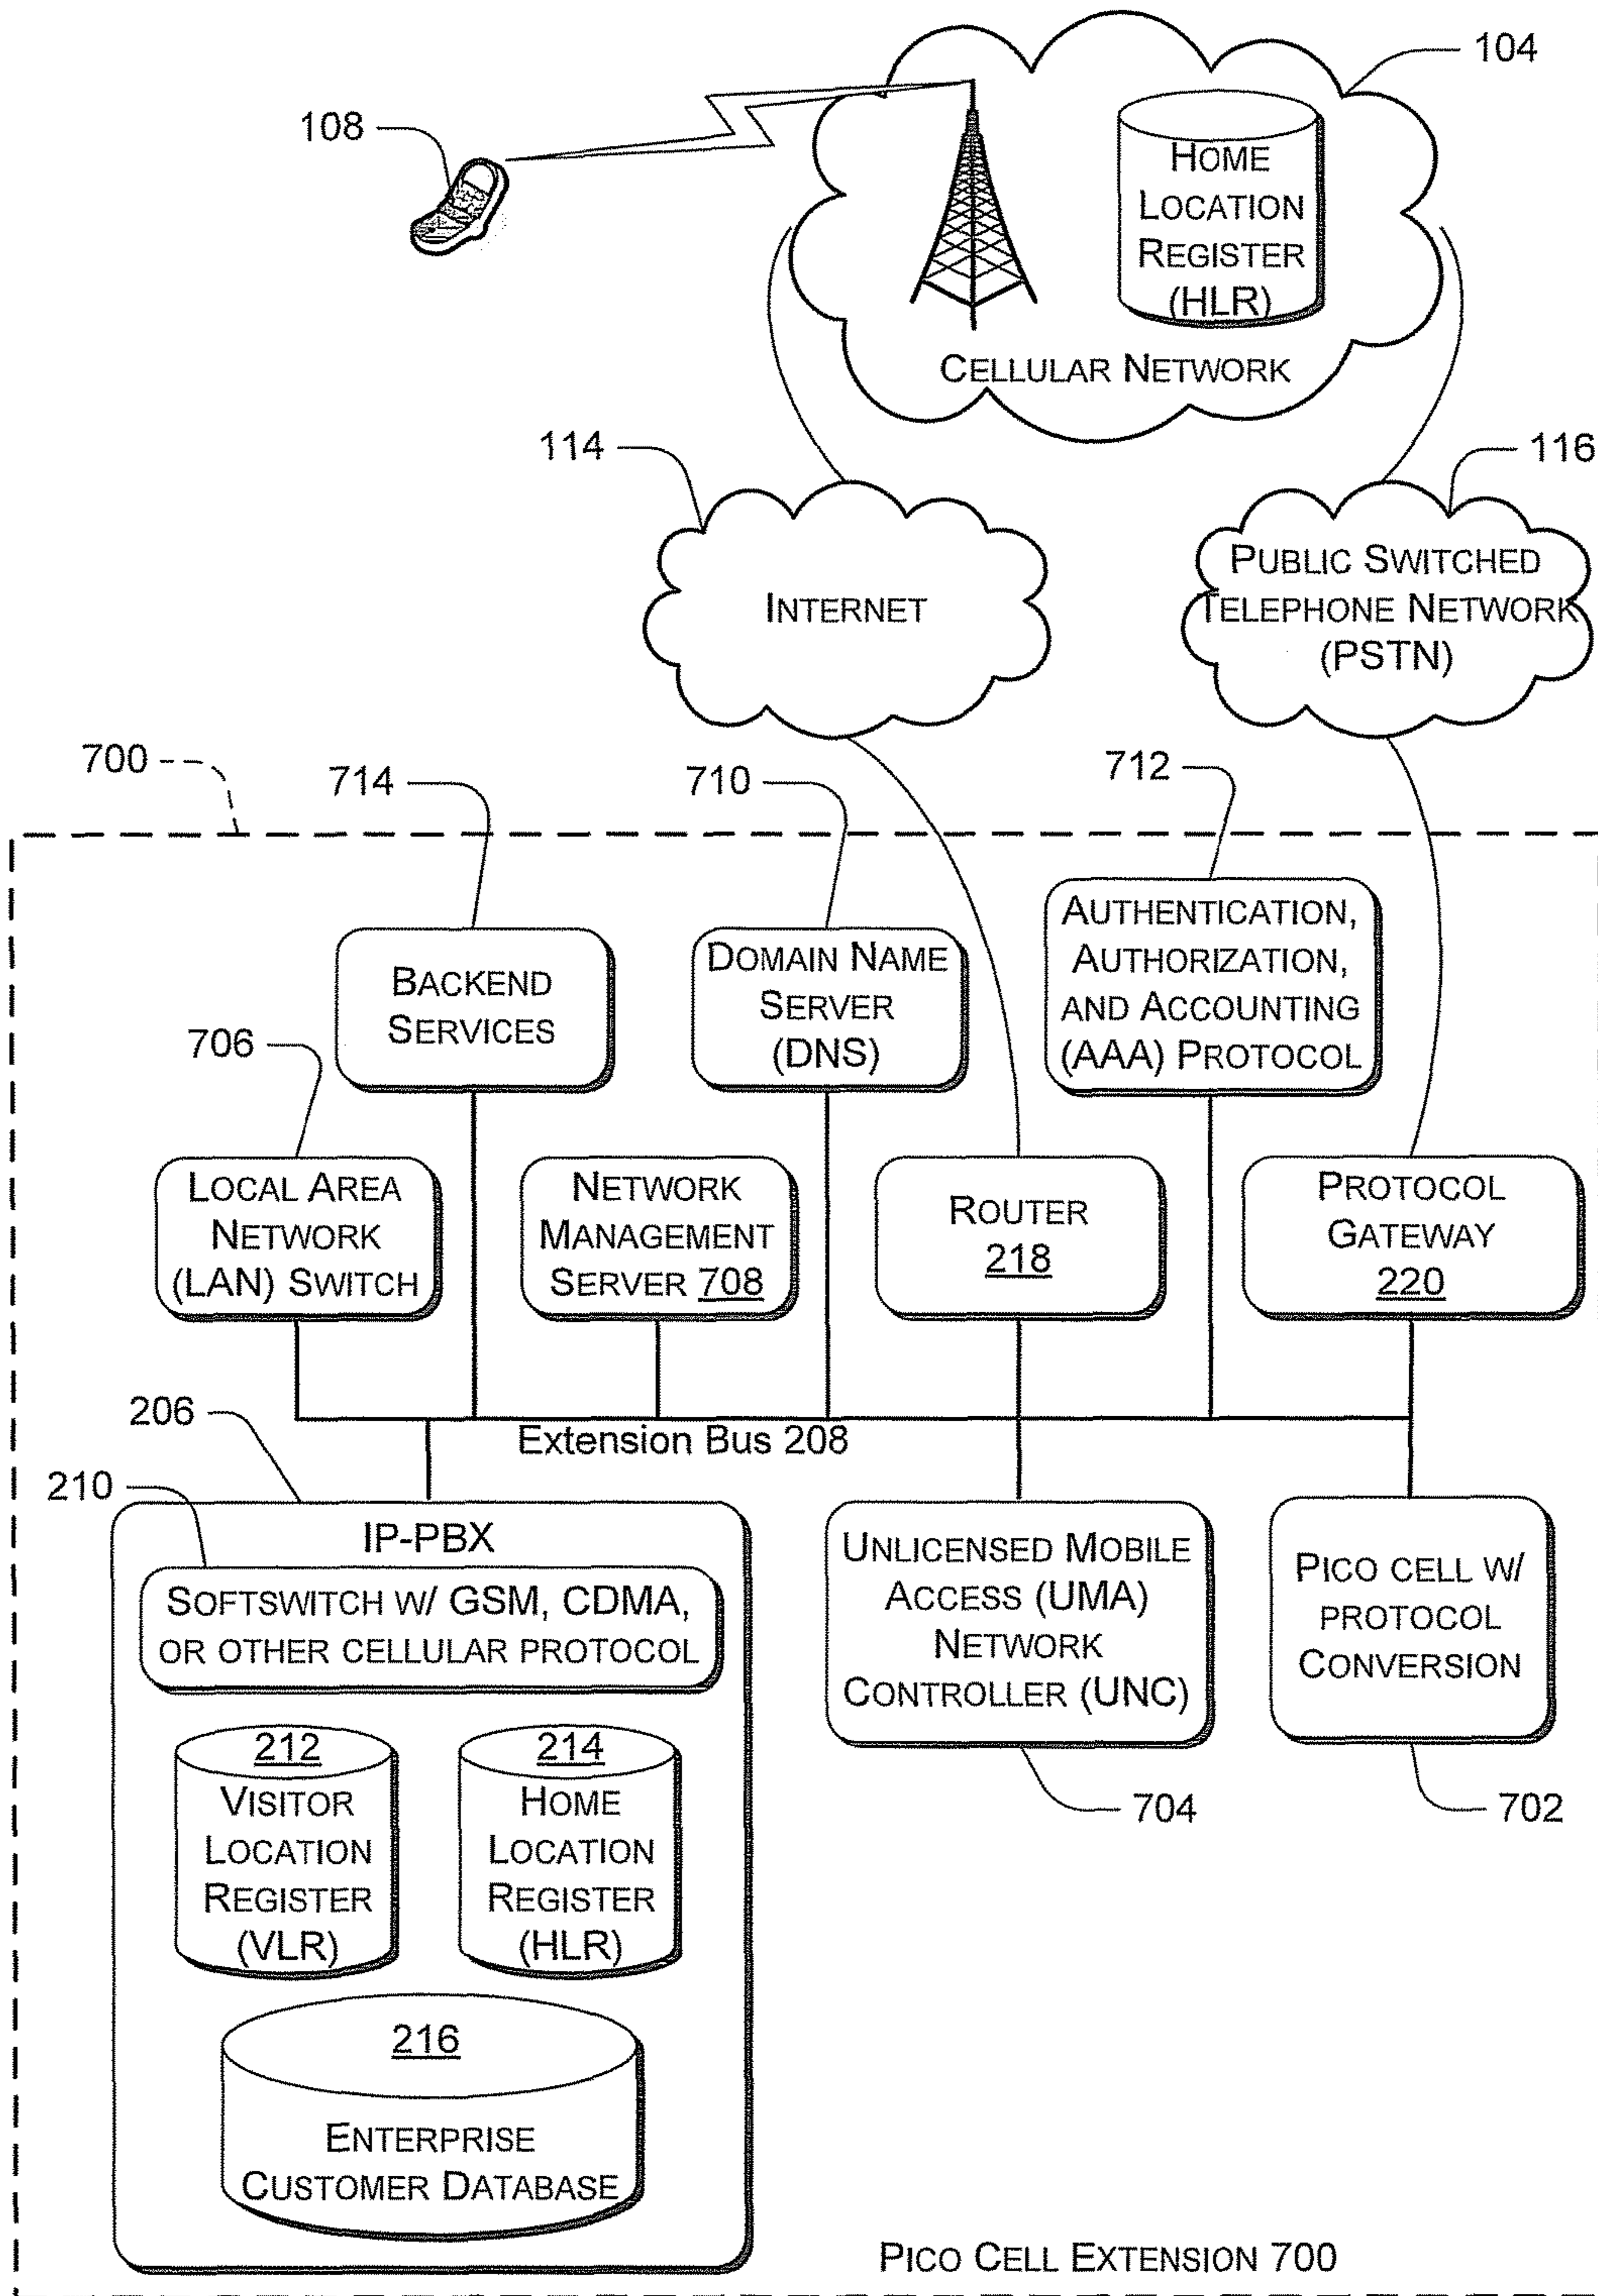 104
108
HOME
LOCATION
REGISTER
(HLR)
CELLULAR NETWORK
114
116
INTERNET
PUBLIC SWITCHED
TELEPHONE NETWORK
(PSTN)
700
714
710
712
BACKEND
SERVICES
DOMAIN NAME
SERVER
(DNS)
AUTHENTICATION,
AUTHORIZATION,
AND ACCOUNTING
(AAA) PROTOCOL
706
LOCAL AREA
NETWORK
(LAN) SWITCH
NETWORK
MANAGEMENT
SERVER 708
ROUTER
218
PROTOCOL
GATEWAY
220
206
Extension Bus 208
210
IP-PBX
SOFTSWITCH W/ GSM, CDMA,
OR OTHER CELLULAR PROTOCOL
UNLICENSED MOBILE
ACCESS (UMA)
NETWORK
CONTROLLER (UNC)
PICO CELL W/
PROTOCOL
CONVERSION
212
VISITOR
LOCATION
REGISTER
(VLR)
214
HOME
LOCATION
REGISTER
(HLR)
704
702
216
ENTERPRISE
CUSTOMER DATABASE
PICO CELL EXTENSION 700